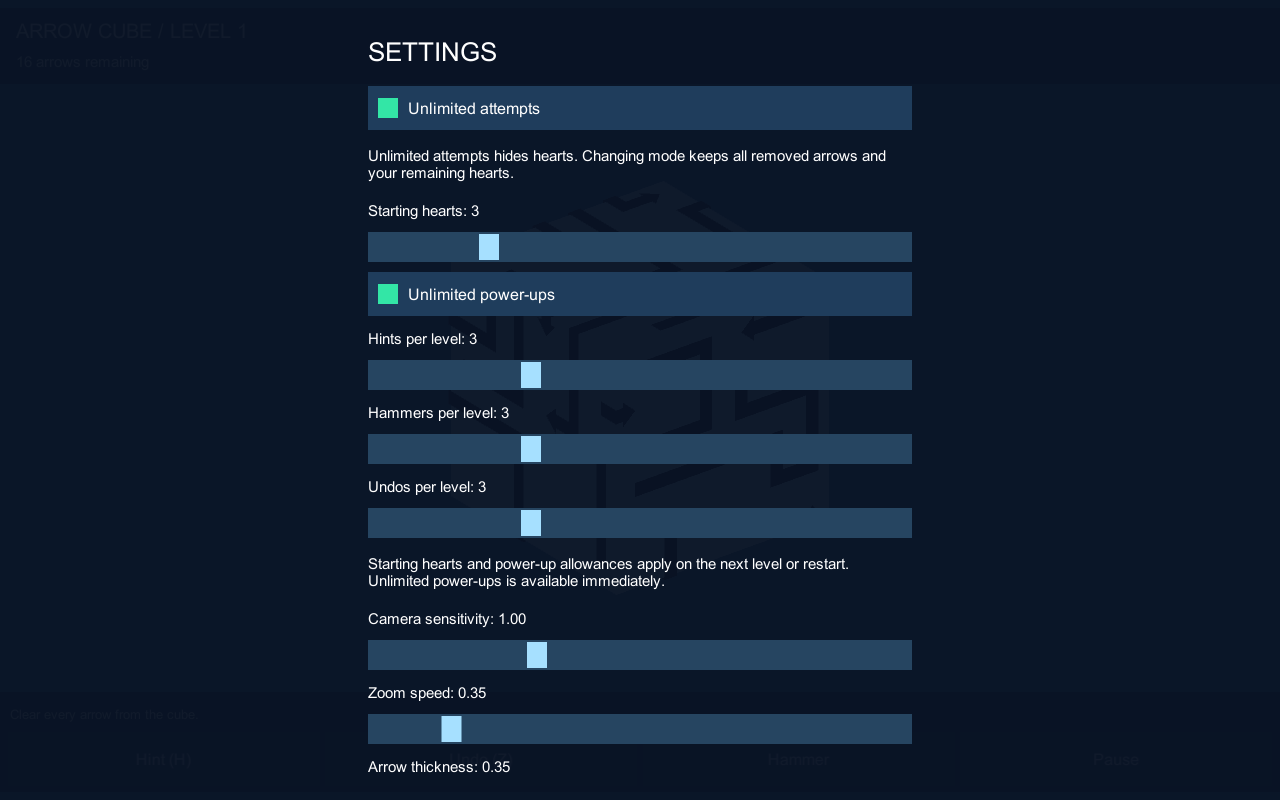 ARROW CUBE / LEVEL 1
15 arrows remaining
SETTINGS
Unlimited attempts
Unlimited attempts hides hearts. Changing mode keeps all removed arrows and
your remaining hearts.
Starting hearts: 3
Unlimited power-ups
Hints per level: 3
Hammers per level: 3
Undos per level: 3
Starting hearts and power-up allowances apply on the next level or restart.
Unlimited power-ups is available immediately.
Camera sensitivity: 1.00
Zoom speed: 0.35
Clear every arrow from the cube
Hint (H)
Hammer
Pause
Arrow thickness: 0.35